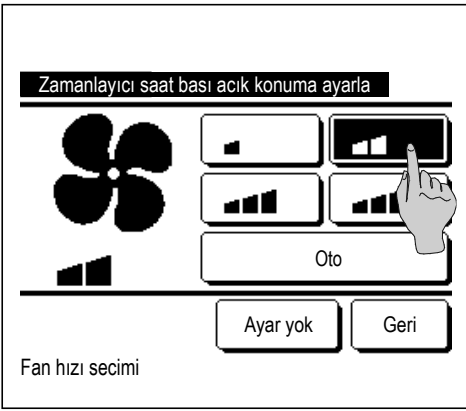 Zamanlayıcı saat bası acık konuma ayarla
Oto
Ayar yok
Geri
Fan hızı secimi